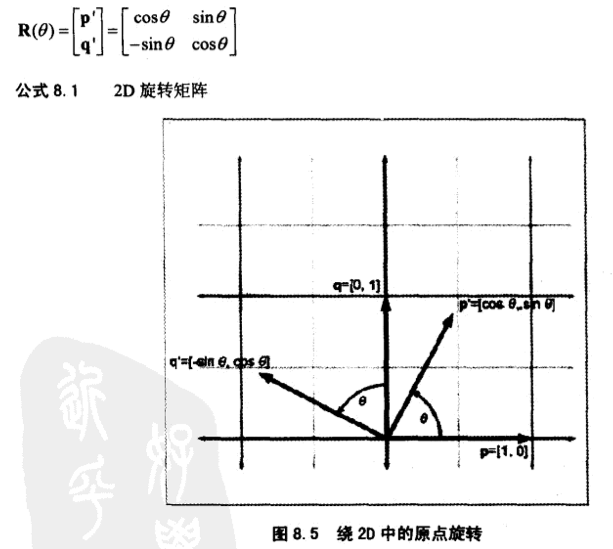 R(θ)=[p' q']=[cosθ sinθ -sinθ cosθ]
公式 8.1 2D 旋转矩阵
q=[0, 1]
p'=[cos θ, sin θ]
q'=[-sin θ, cos θ]
θ
θ
p=[1, 0]
图 8.5 绕 2D 中的原点旋转